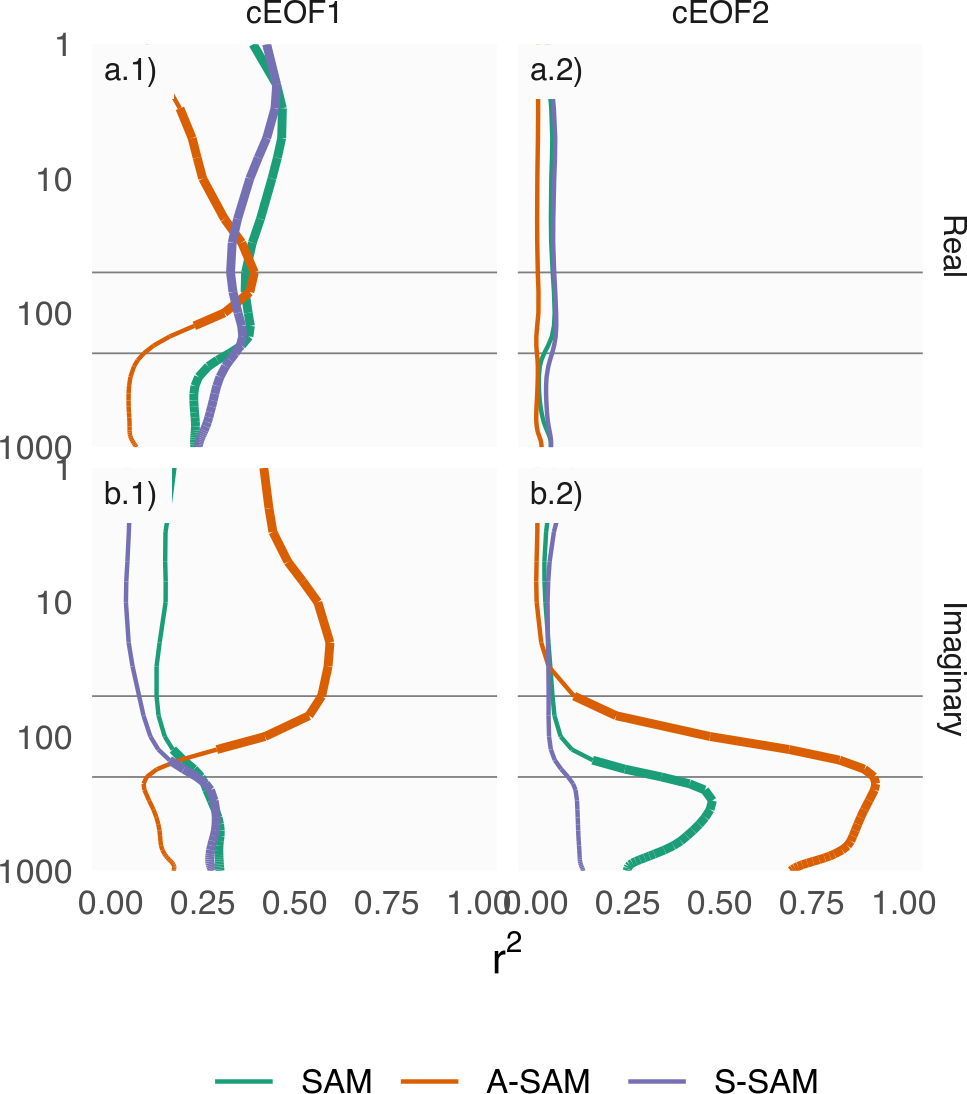 cEOF1 cEOF2
1
a.1) a.2)
10
100
1000
Real
1
b.1) b.2)
10
100
1000
Imaginary
0.00 0.25 0.50 0.75 1.00 0.00 0.25 0.50 0.75 1.00
r²
SAM A-SAM S-SAM